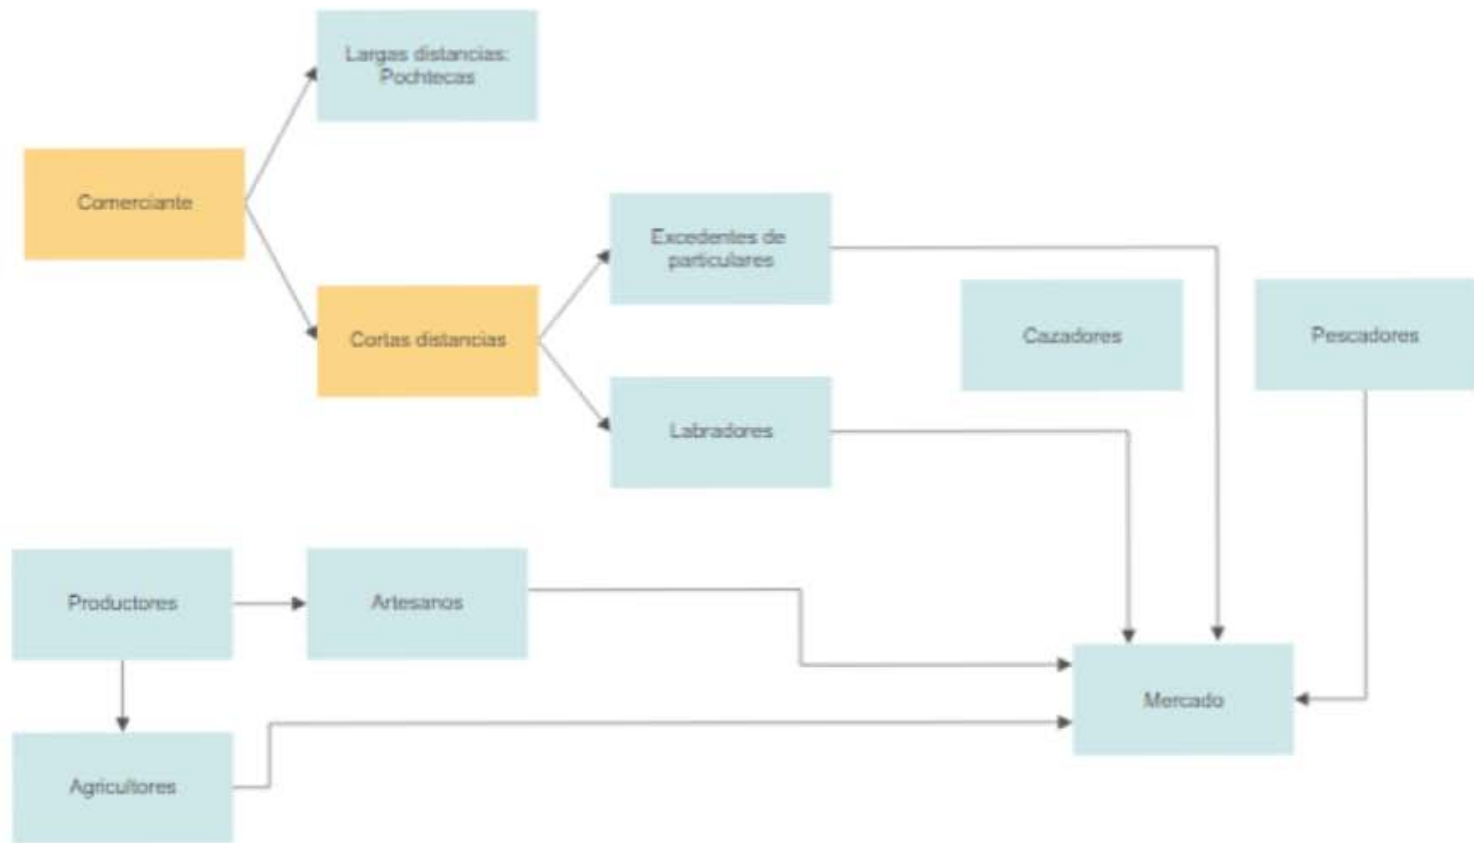 Largas distancias:
Pochtecas
Comerciante
Excedentes de
particulares
Cortas distancias
Cazadores
Pescadores
Labradores
Productores
Artesanos
Mercado
Agricultores